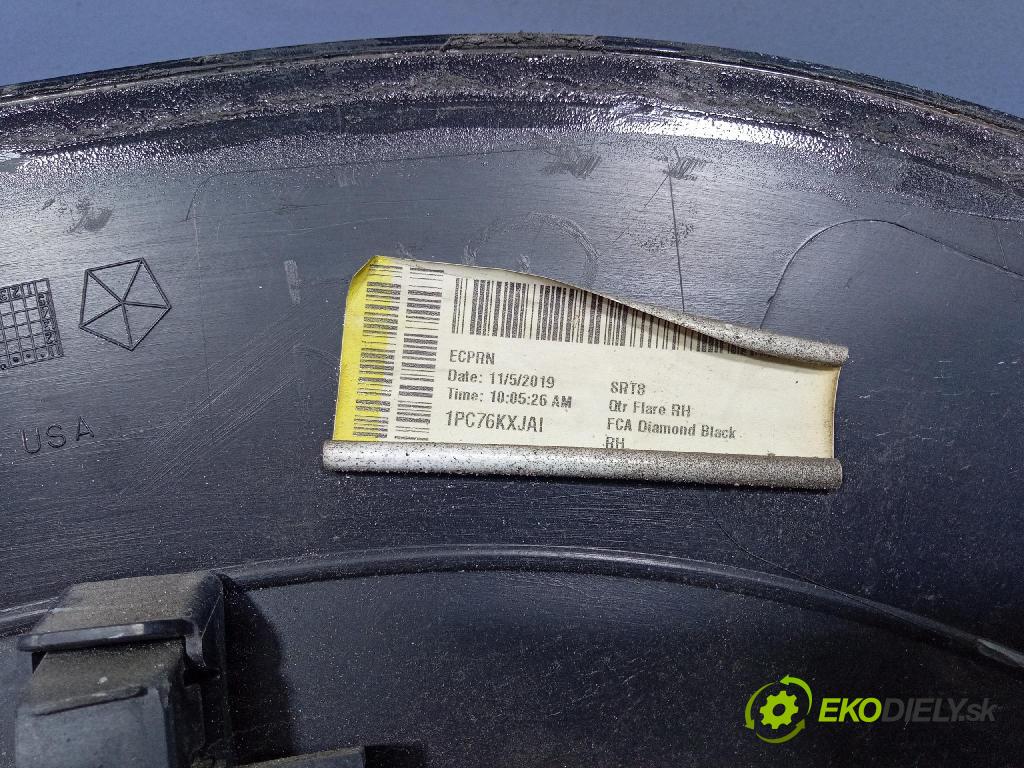 ECPRN
Date: 11/5/2019
Time: 10:05:26 AM
1PC76KXJAI
SRT8
Qtr Flare RH
FCA Diamond Black
RH
USA
EKODIELY.sk